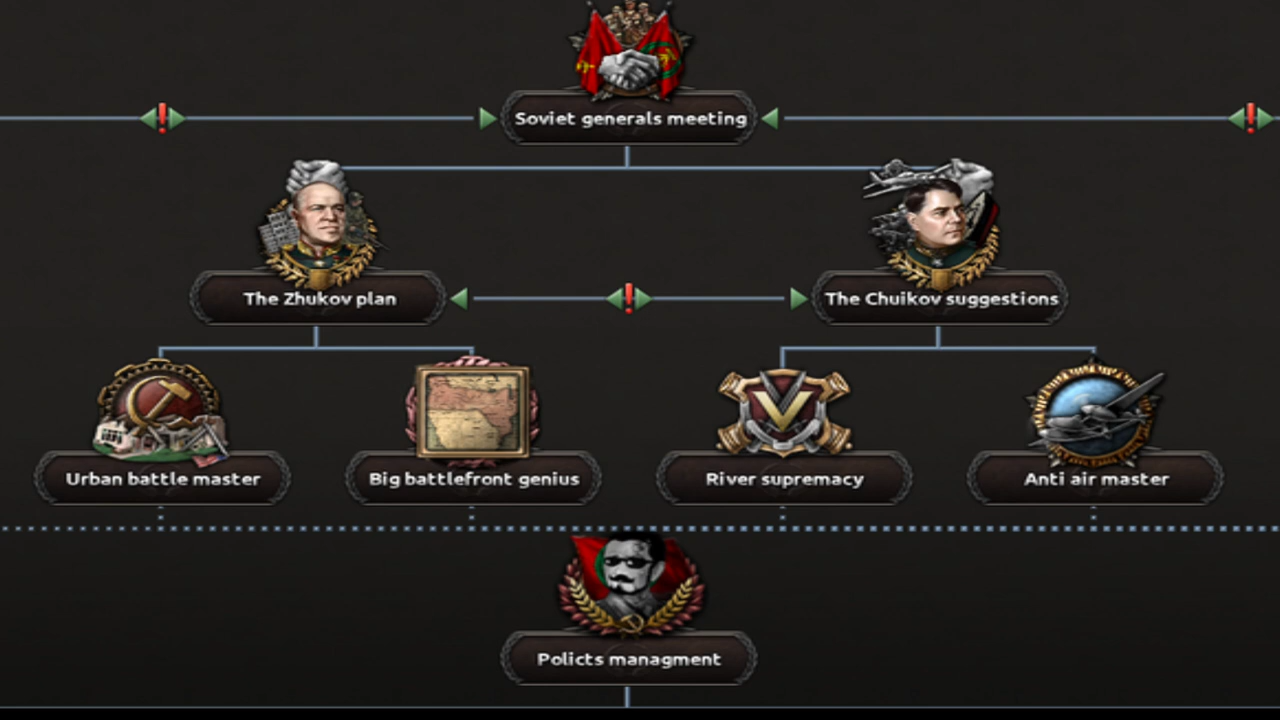 Soviet generals meeting
The Zhukov plan
The Chuikov suggestions
Urban battle master
Big battlefront genius
River supremacy
Anti air master
Policts managment